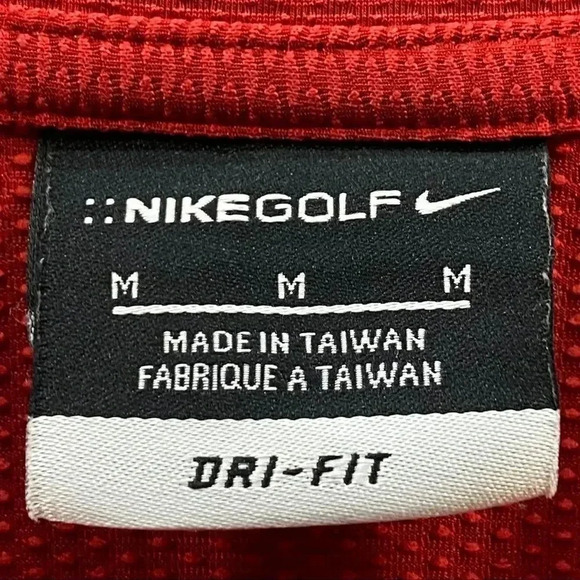 ::NIKEGOLF
M M M
MADE IN TAIWAN
FABRIQUE A TAIWAN
DRI-FIT